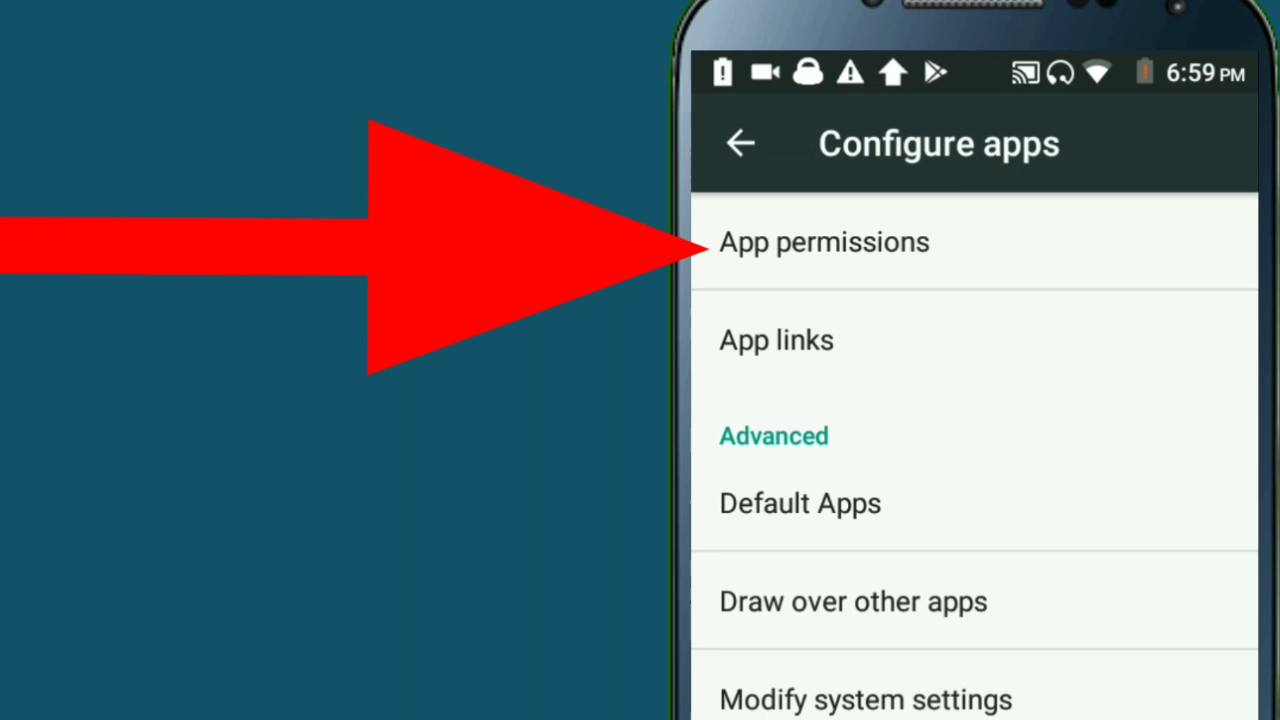 6:59 PM
Configure apps
App permissions
App links
Advanced
Default Apps
Draw over other apps
Modify system settings